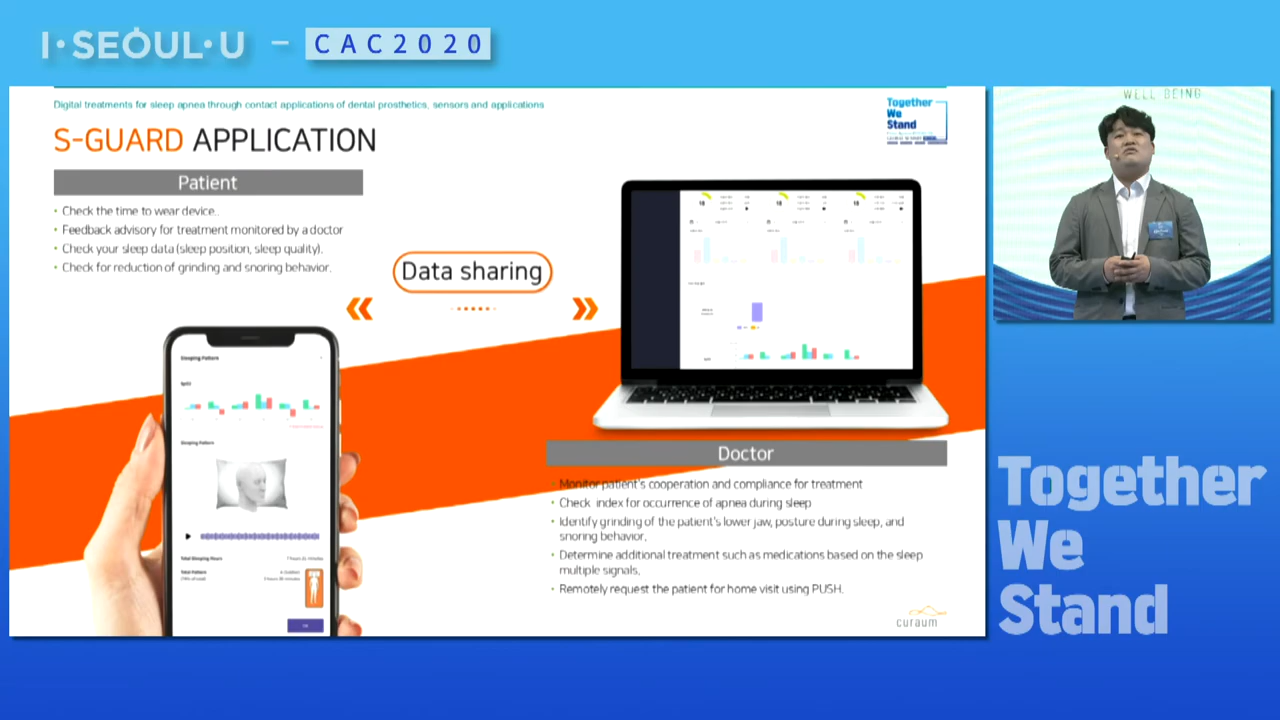 I·SEOUL·U – CAC2020
WELL BEING
Digital treatments for sleep apnea through contact applications of dental prosthetics, sensors and applications
Together
We
Stand
S-GUARD APPLICATION
Patient
• Check the time to wear device..
• Feedback advisory for treatment monitored by a doctor
• Check your sleep data (sleep position, sleep quality).
• Check for reduction of grinding and snoring behavior.
Data sharing
Sleeping Pattern
Sleeping Pattern
Total Sleeping Hours
Total Pattern
Doctor
• Monitor patient's cooperation and compliance for treatment
• Check index for occurrence of apnea during sleep
• Identify grinding of the patient's lower jaw, posture during sleep, and
snoring behavior.
• Determine additional treatment such as medications based on the sleep
multiple signals.
• Remotely request the patient for home visit using PUSH.
curaum
Together
We
Stand